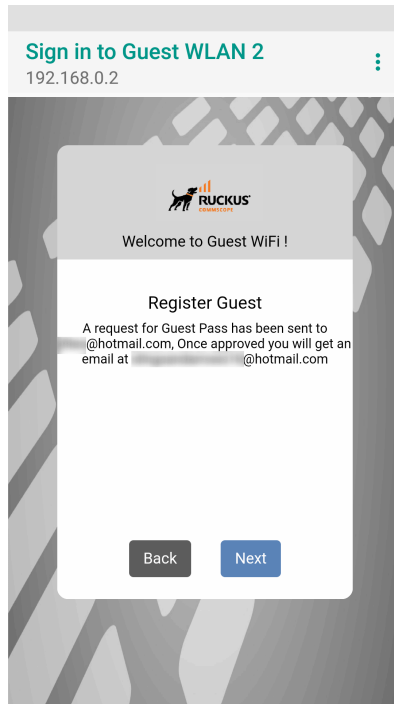 Sign in to Guest WLAN 2
192.168.0.2
RUCKUS
COMMSCOPE
Welcome to Guest WiFi !
Register Guest
A request for Guest Pass has been sent to
@hotmail.com, Once approved you will get an
email at @hotmail.com
Back
Next